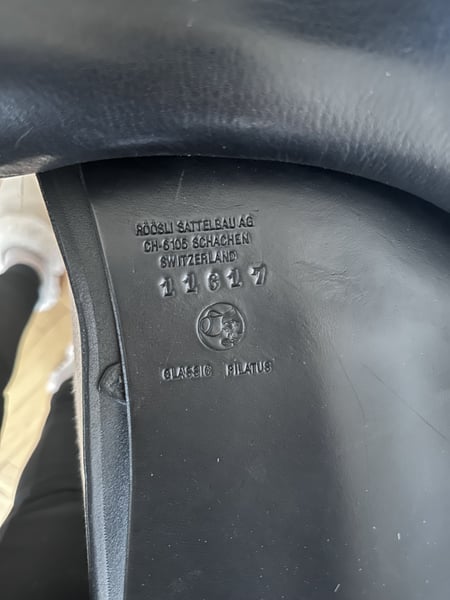 RÖÖSLI SATTELBAU AG
CH-6105 SCHACHEN
SWITZERLAND
11617
CLASSIC PILATUS